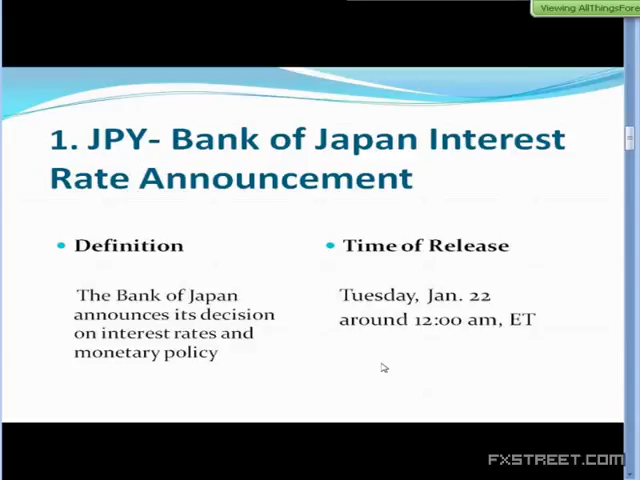 Viewing AllThingsFore
1. JPY- Bank of Japan Interest
Rate Announcement
• Definition
The Bank of Japan
announces its decision
on interest rates and
monetary policy
• Time of Release
Tuesday, Jan. 22
around 12:00 am, ET
FXSTREET.COM